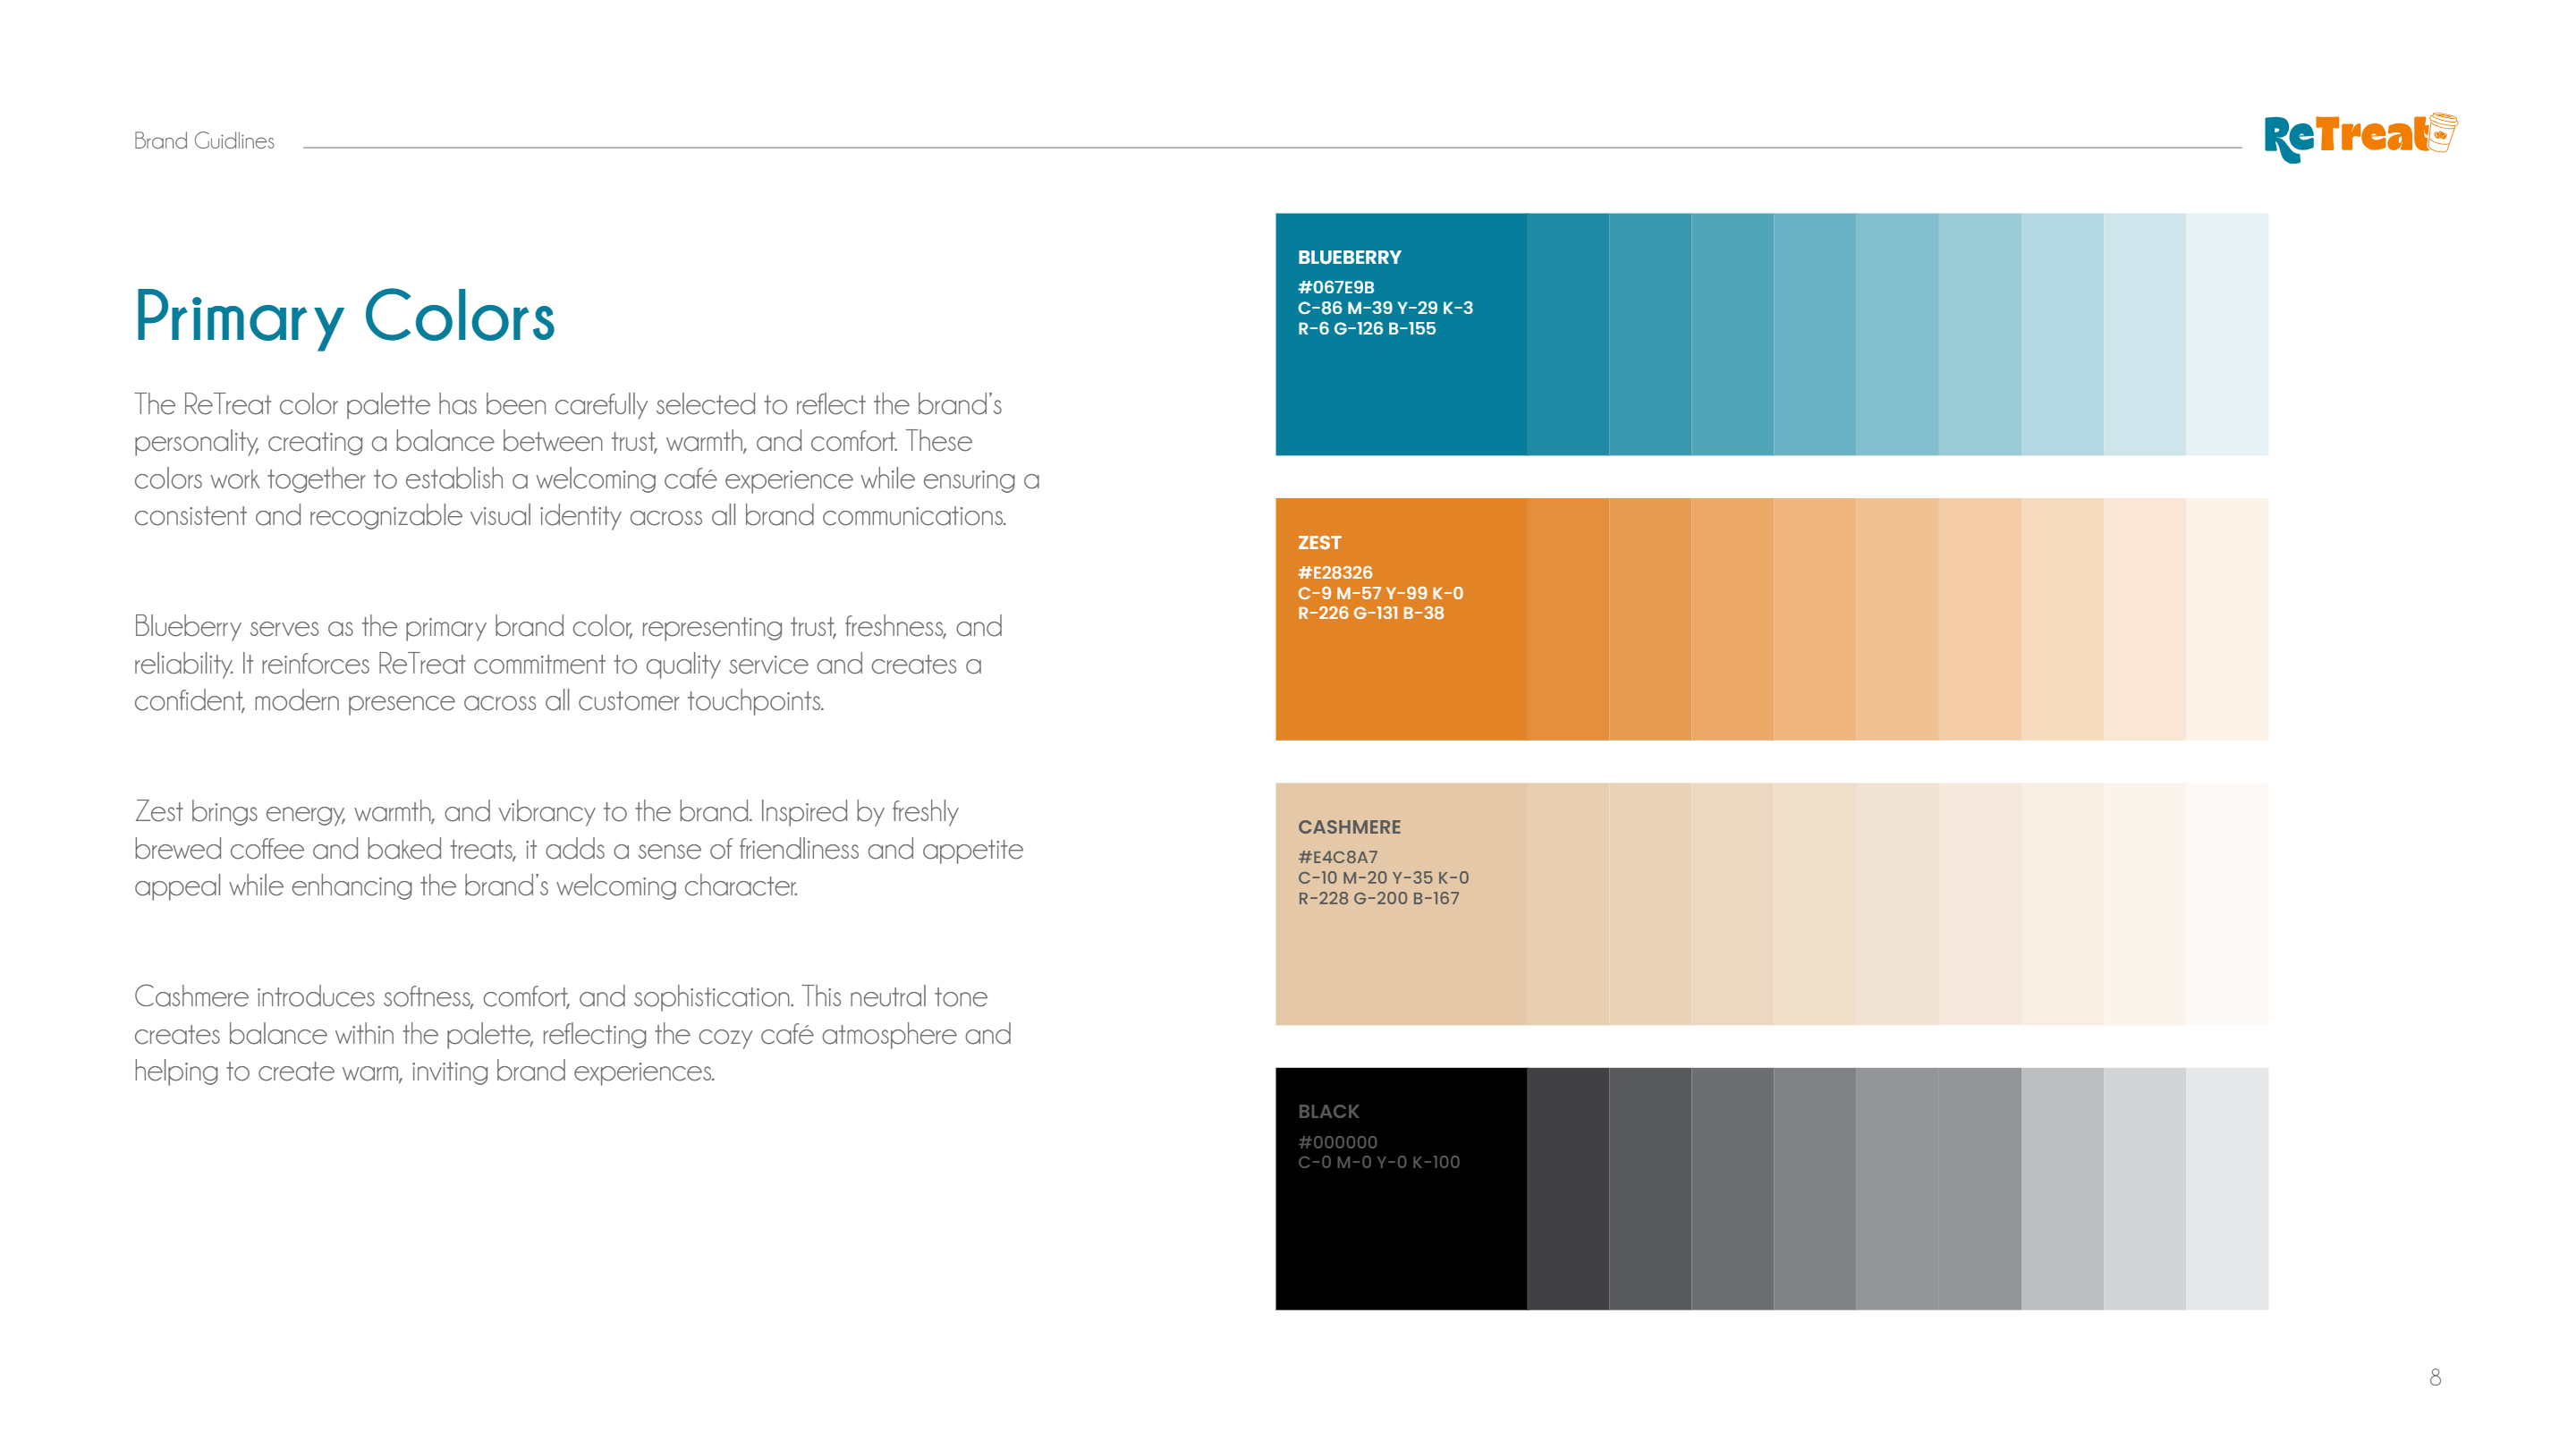 Brand Guidlines
ReTreat
Primary Colors
The ReTreat color palette has been carefully selected to reflect the brand's
personality, creating a balance between trust, warmth, and comfort. These
colors work together to establish a welcoming café experience while ensuring a
consistent and recognizable visual identity across all brand communications.
Blueberry serves as the primary brand color, representing trust, freshness, and
reliability. It reinforces ReTreat commitment to quality service and creates a
confident, modern presence across all customer touchpoints.
Zest brings energy, warmth, and vibrancy to the brand. Inspired by freshly
brewed coffee and baked treats, it adds a sense of friendliness and appetite
appeal while enhancing the brand's welcoming character.
Cashmere introduces softness, comfort, and sophistication. This neutral tone
creates balance within the palette, reflecting the cozy café atmosphere and
helping to create warm, inviting brand experiences.
BLUEBERRY
#067E9B
C-86 M-39 Y-29 K-3
R-6 G-126 B-155
ZEST
#E28326
C-9 M-57 Y-99 K-0
R-226 G-131 B-38
CASHMERE
#E4C8A7
C-10 M-20 Y-35 K-0
R-228 G-200 B-167
BLACK
#000000
C-0 M-0 Y-0 K-100
8